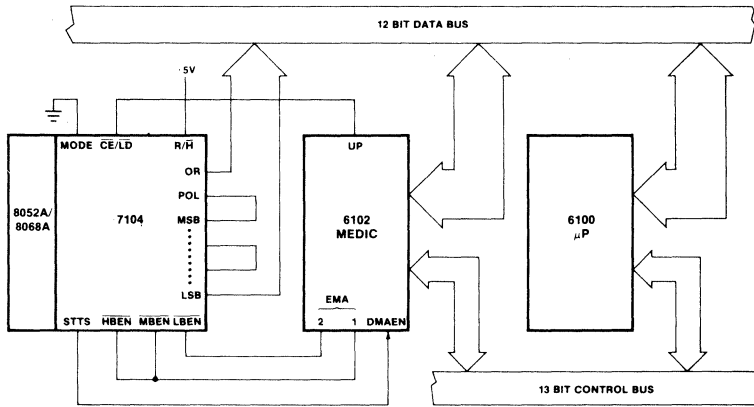 12 BIT DATA BUS
5V
MODE CE/LD R/H
UP
OR
POL
MSB
LSB
8052A/
8068A
7104
6102
MEDIC
6100
μP
EMA
STTS HBEN MBEN LBEN
2 1 DMAEN
13 BIT CONTROL BUS